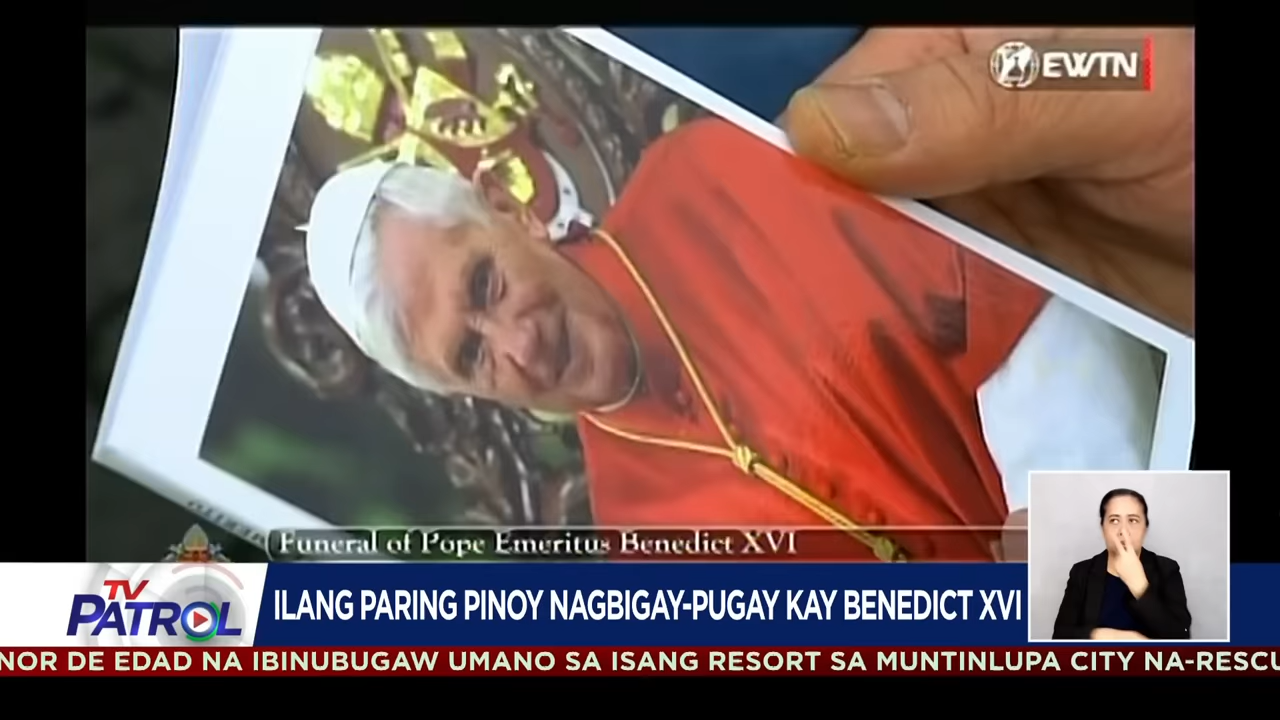 EWTN
Funeral of Pope Emeritus Benedict XVI
TV
PATROL
ILANG PARING PINOY NAGBIGAY-PUGAY KAY BENEDICT XVI
NOR DE EDAD NA IBINUBUGAW UMANO SA ISANG RESORT SA MUNTINLUPA CITY NA-RESCU